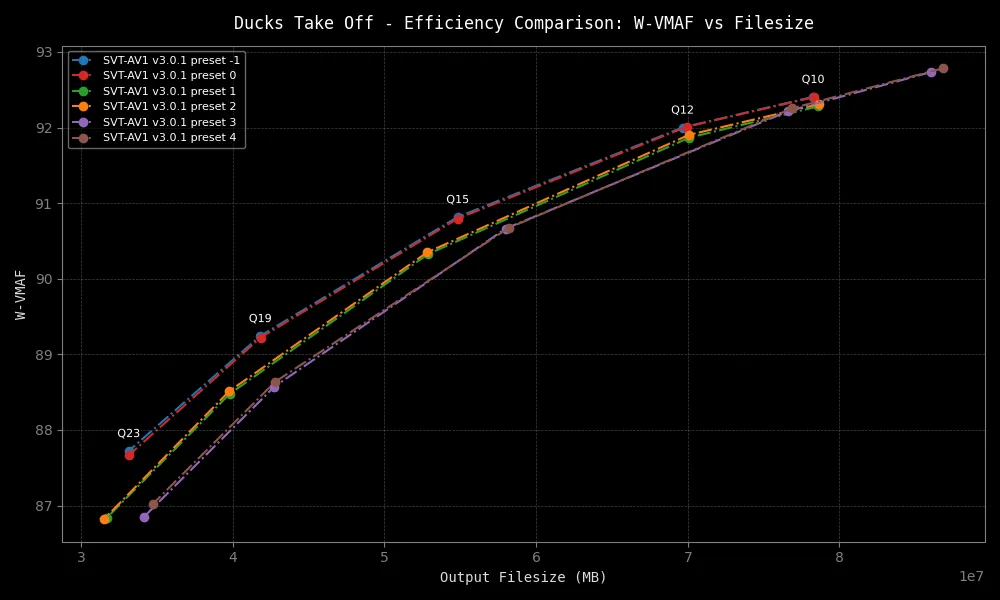 Ducks Take Off - Efficiency Comparison: W-VMAF vs Filesize
SVT-AV1 v3.0.1 preset -1
SVT-AV1 v3.0.1 preset 0
SVT-AV1 v3.0.1 preset 1
SVT-AV1 v3.0.1 preset 2
SVT-AV1 v3.0.1 preset 3
SVT-AV1 v3.0.1 preset 4
93
92
91
90
89
88
87
W-VMAF
Q10
Q12
Q15
Q19
Q23
3 4 5 6 7 8
1e7
Output Filesize (MB)